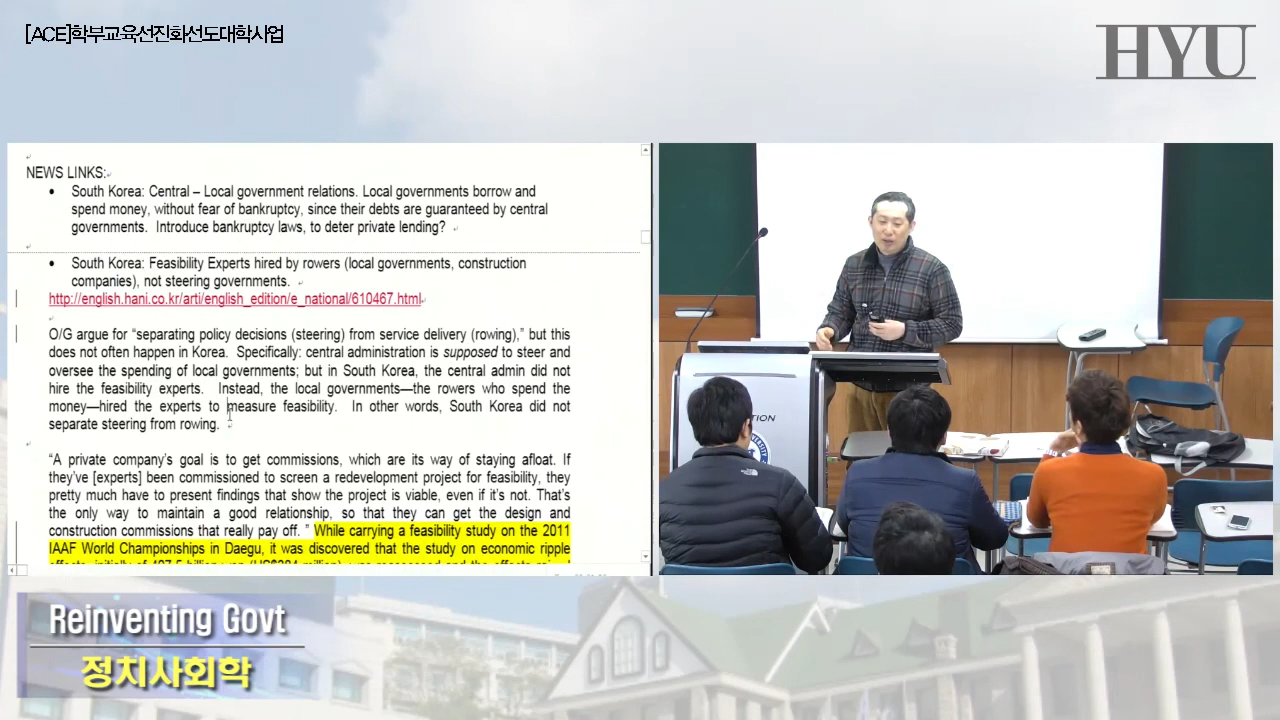 [ACE]학부교육선진화선도대학사업
HYU
NEWS LINKS:
• South Korea: Central – Local government relations. Local governments borrow and
spend money, without fear of bankruptcy, since their debts are guaranteed by central
governments. Introduce bankruptcy laws, to deter private lending?
• South Korea: Feasibility Experts hired by rowers (local governments, construction
companies), not steering governments.
http://english.hani.co.kr/arti/english_edition/e_national/610467.html
O/G argue for “separating policy decisions (steering) from service delivery (rowing),” but this
does not often happen in Korea. Specifically: central administration is supposed to steer and
oversee the spending of local governments; but in South Korea, the central admin did not
hire the feasibility experts. Instead, the local governments—the rowers who spend the
money—hired the experts to measure feasibility. In other words, South Korea did not
separate steering from rowing.
“A private company’s goal is to get commissions, which are its way of staying afloat. If
they’ve [experts] been commissioned to screen a redevelopment project for feasibility, they
pretty much have to present findings that show the project is viable, even if it’s not. That’s
the only way to maintain a good relationship, so that they can get the design and
construction commissions that really pay off. ” While carrying a feasibility study on the 2011
IAAF World Championships in Daegu, it was discovered that the study on economic ripple
Reinventing Govt
정치사회학